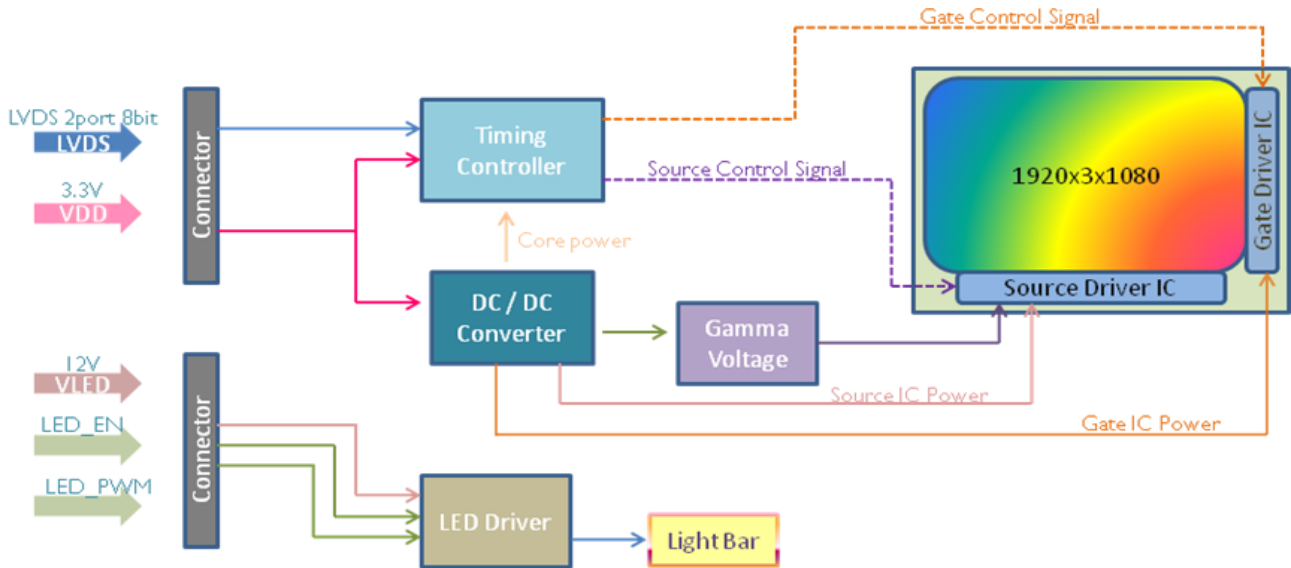 Gate Control Signal
LVDS 2port 8bit
LVDS
3.3V
VDD
Connector
Timing
Controller
Source Control Signal
1920x3x1080
Gate Driver IC
Source Driver IC
Core power
DC / DC
Converter
Gamma
Voltage
Source IC Power
Gate IC Power
12V
VLED
LED_EN
LED_PWM
Connector
LED Driver
Light Bar